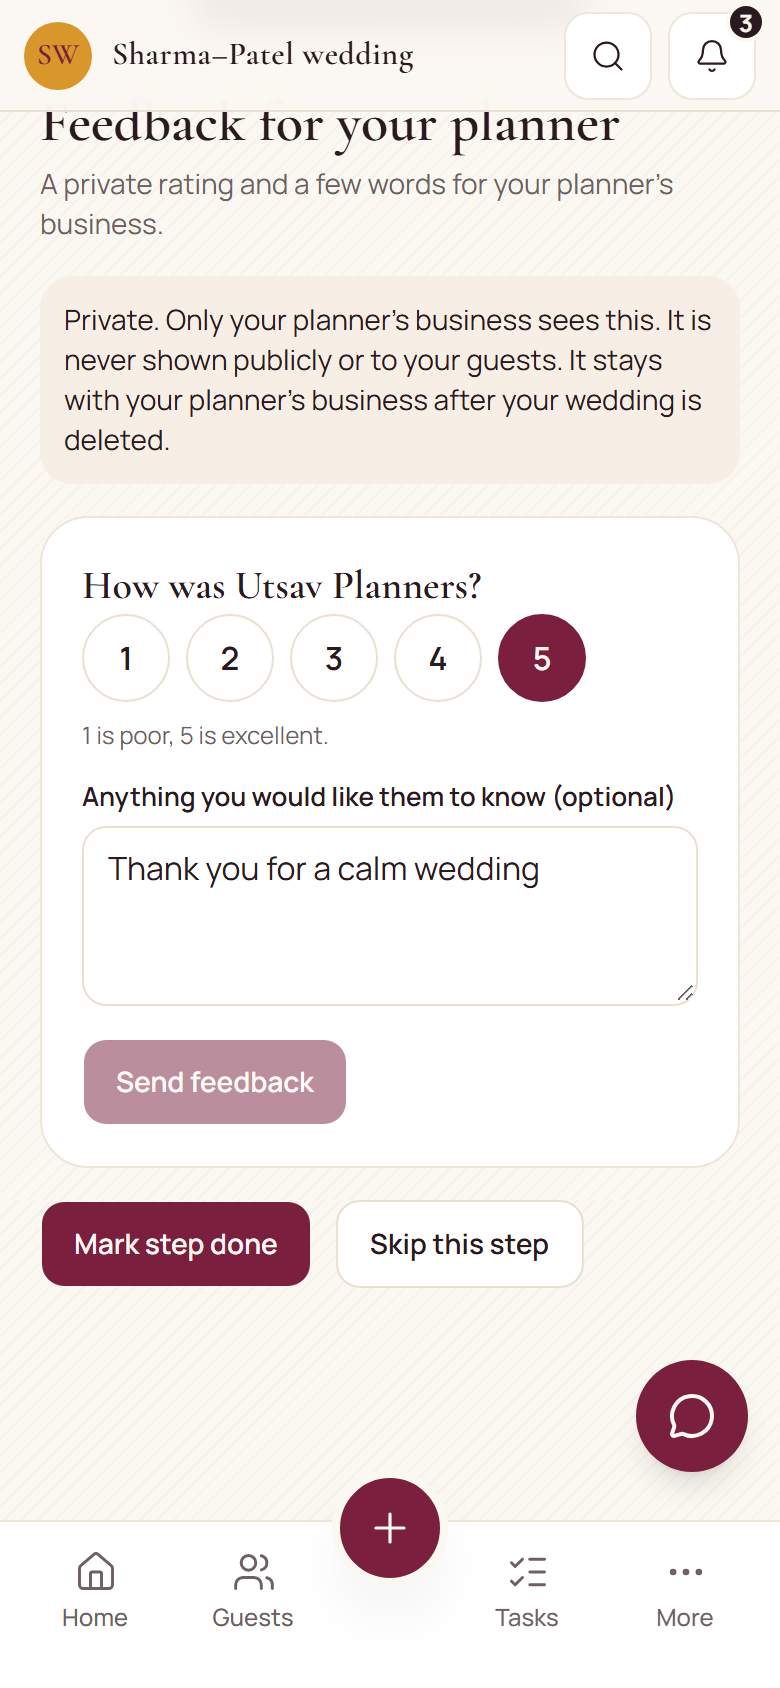 SW
Sharma–Patel wedding
3
Feedback for your planner
A private rating and a few words for your planner’s
business.
Private. Only your planner’s business sees this. It is
never shown publicly or to your guests. It stays
with your planner’s business after your wedding is
deleted.
How was Utsav Planners?
1 2 3 4 5
1 is poor, 5 is excellent.
Anything you would like them to know (optional)
Thank you for a calm wedding
Send feedback
Mark step done Skip this step
Home Guests Tasks More